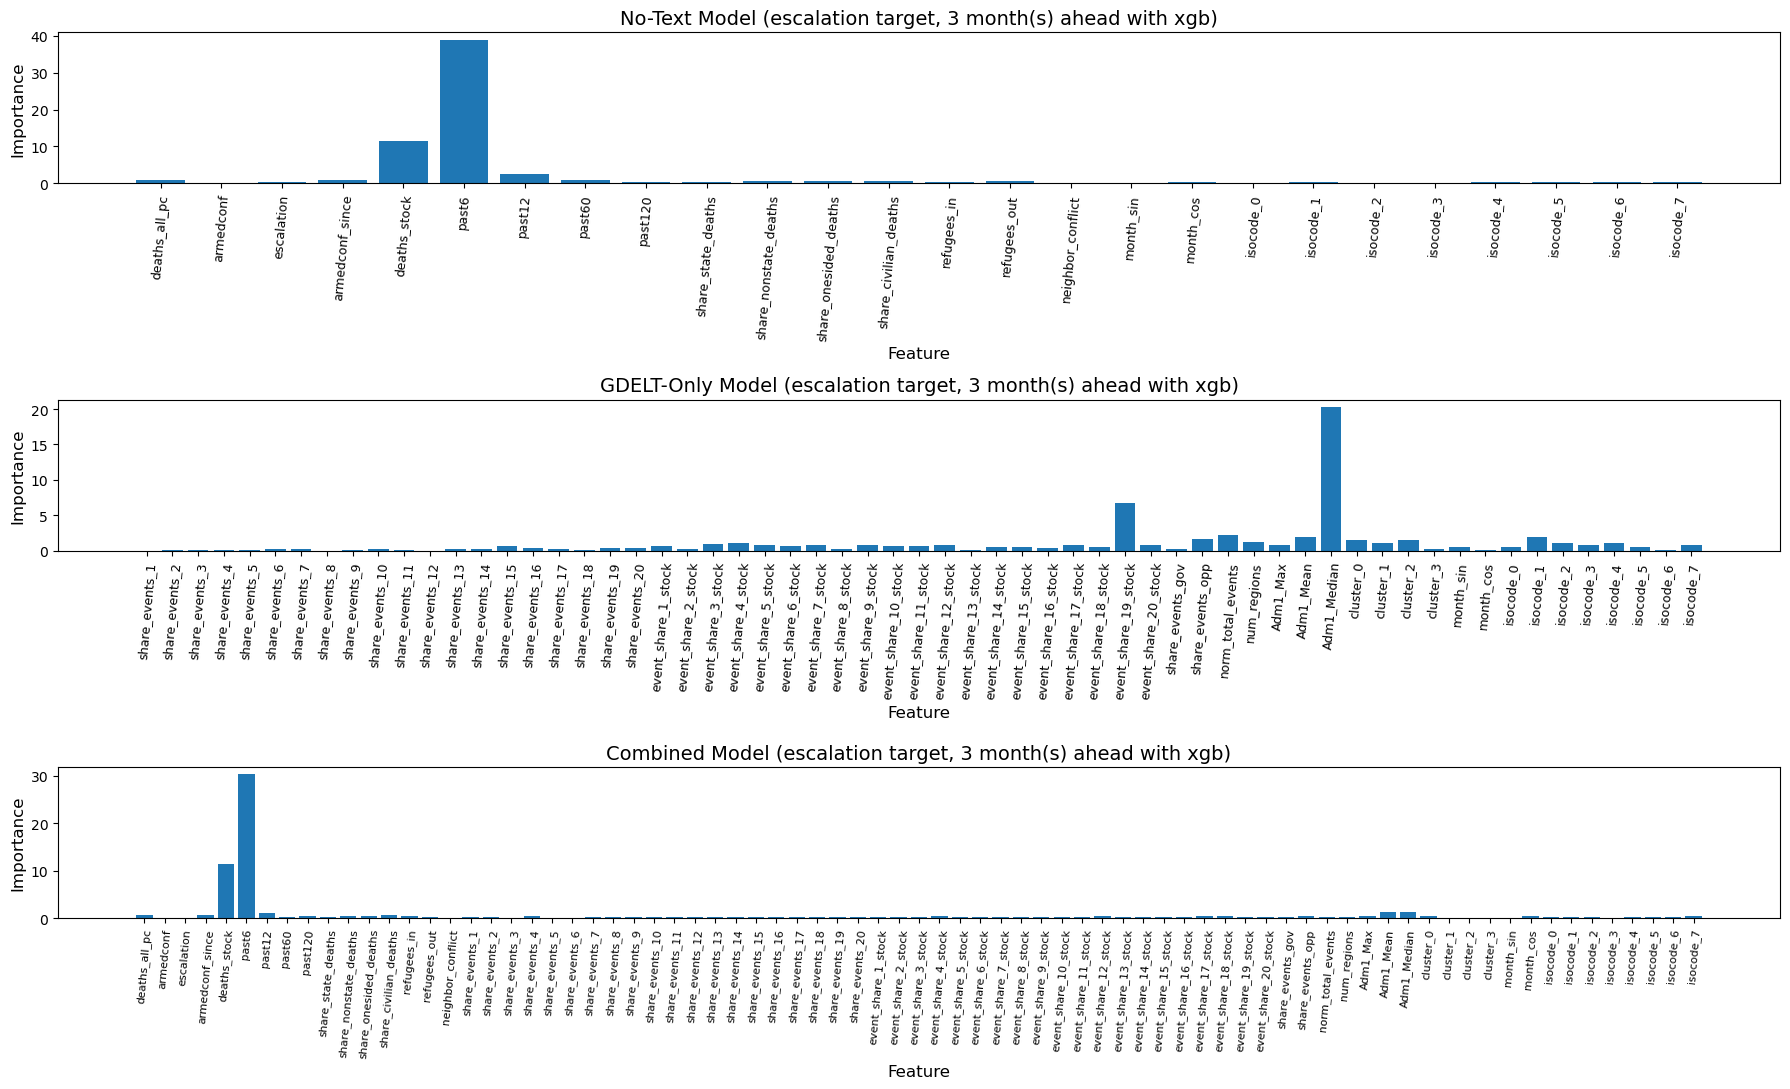 No-Text Model (escalation target, 3 month(s) ahead with xgb)
40
30
20
10
0
Importance
deaths_all_pc
armedconf
escalation
armedconf_since
deaths_stock
past6
past12
past60
past120
share_state_deaths
share_nonstate_deaths
share_onesided_deaths
share_civilian_deaths
refugees_in
refugees_out
neighbor_conflict
month_sin
month_cos
isocode_0
isocode_1
isocode_2
isocode_3
isocode_4
isocode_5
isocode_6
isocode_7
Feature
GDELT-Only Model (escalation target, 3 month(s) ahead with xgb)
20
15
10
5
0
Importance
share_events_1
share_events_2
share_events_3
share_events_4
share_events_5
share_events_6
share_events_7
share_events_8
share_events_9
share_events_10
share_events_11
share_events_12
share_events_13
share_events_14
share_events_15
share_events_16
share_events_17
share_events_18
share_events_19
share_events_20
event_share_1_stock
event_share_2_stock
event_share_3_stock
event_share_4_stock
event_share_5_stock
event_share_6_stock
event_share_7_stock
event_share_8_stock
event_share_9_stock
event_share_10_stock
event_share_11_stock
event_share_12_stock
event_share_13_stock
event_share_14_stock
event_share_15_stock
event_share_16_stock
event_share_17_stock
event_share_18_stock
event_share_19_stock
event_share_20_stock
share_events_gov
share_events_opp
norm_total_events
num_regions
Adm1_Max
Adm1_Mean
Adm1_Median
cluster_0
cluster_1
cluster_2
cluster_3
month_sin
month_cos
isocode_0
isocode_1
isocode_2
isocode_3
isocode_4
isocode_5
isocode_6
isocode_7
Feature
Combined Model (escalation target, 3 month(s) ahead with xgb)
30
20
10
0
Importance
deaths_all_pc
armedconf
escalation
armedconf_since
deaths_stock
past6
past12
past60
past120
share_state_deaths
share_nonstate_deaths
share_onesided_deaths
share_civilian_deaths
refugees_in
refugees_out
neighbor_conflict
share_events_1
share_events_2
share_events_3
share_events_4
share_events_5
share_events_6
share_events_7
share_events_8
share_events_9
share_events_10
share_events_11
share_events_12
share_events_13
share_events_14
share_events_15
share_events_16
share_events_17
share_events_18
share_events_19
share_events_20
event_share_1_stock
event_share_2_stock
event_share_3_stock
event_share_4_stock
event_share_5_stock
event_share_6_stock
event_share_7_stock
event_share_8_stock
event_share_9_stock
event_share_10_stock
event_share_11_stock
event_share_12_stock
event_share_13_stock
event_share_14_stock
event_share_15_stock
event_share_16_stock
event_share_17_stock
event_share_18_stock
event_share_19_stock
event_share_20_stock
share_events_gov
share_events_opp
norm_total_events
num_regions
Adm1_Max
Adm1_Mean
Adm1_Median
cluster_0
cluster_1
cluster_2
cluster_3
month_sin
month_cos
isocode_0
isocode_1
isocode_2
isocode_3
isocode_4
isocode_5
isocode_6
isocode_7
Feature